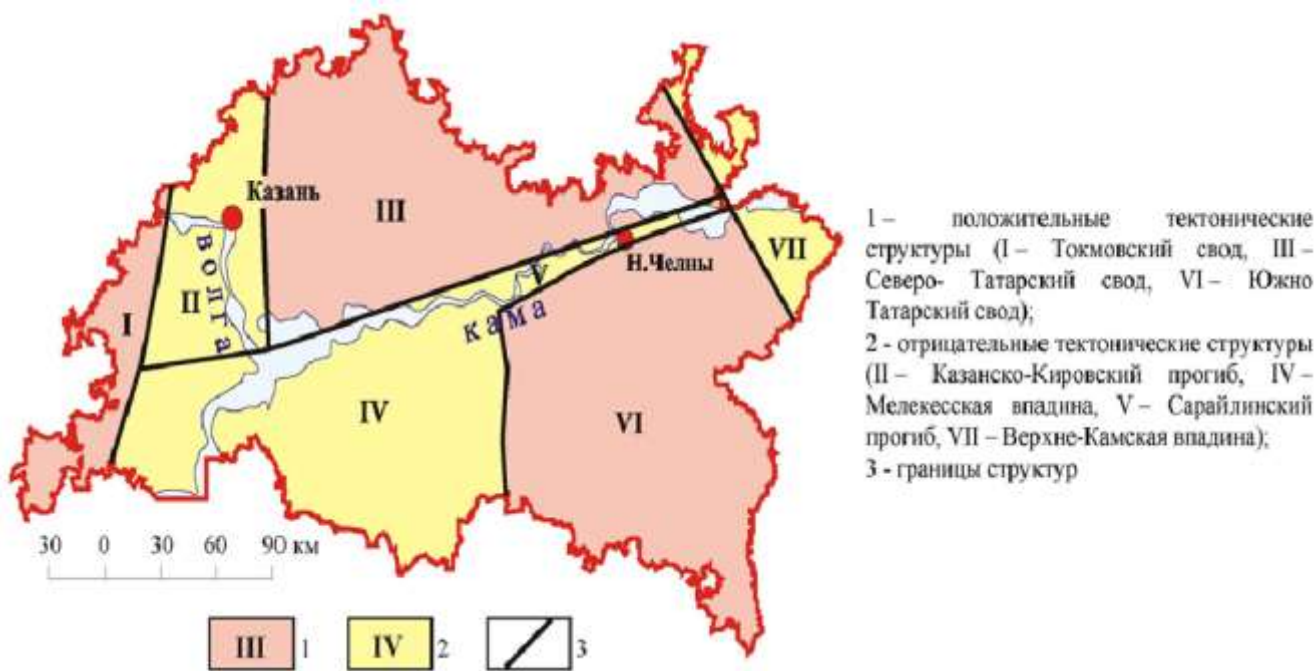 Казань
III
ВОЛГА
VII
Н.Челны
V
II
I
Кама
IV
VI
30 0 30 60 90 км
III 1 IV 2 3
1 – положительные тектонические
структуры (I – Токмовский свод, III –
Северо- Татарский свод, VI – Южно
Татарский свод);
2 - отрицательные тектонические структуры
(II – Казанско-Кировский прогиб, IV –
Мелекесская впадина, V – Сарайлинский
прогиб, VII – Верхне-Камская впадина);
3 - границы структур